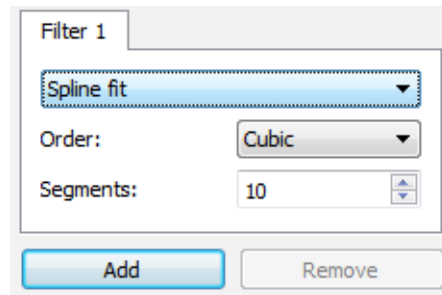 Filter 1
Spline fit
Order: Cubic
Segments: 10
Add Remove